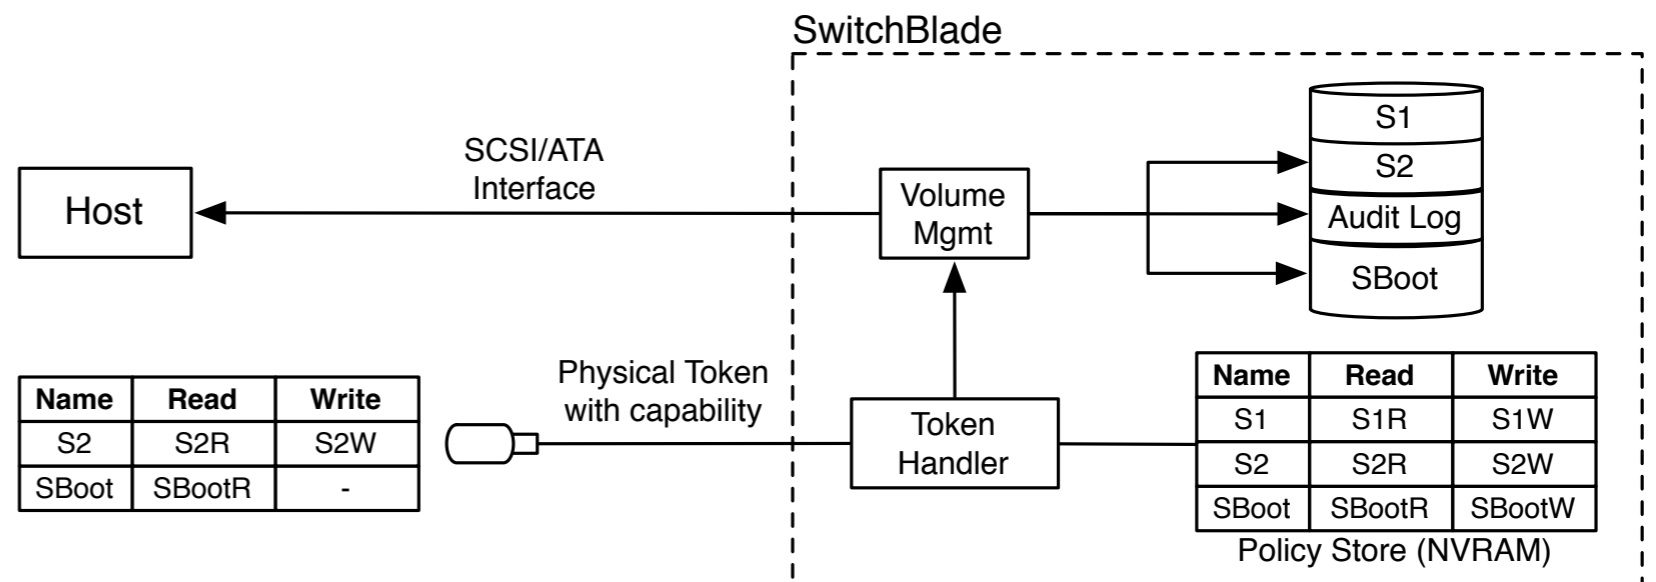 SwitchBlade
S1
SCSI/ATA
Interface
S2
Host
Volume
Mgmt
Audit Log
SBoot
Physical Token
with capability
Name Read Write
S2 S2R S2W
SBoot SBootR -
Token
Handler
Name Read Write
S1 S1R S1W
S2 S2R S2W
SBoot SBootR SBootW
Policy Store (NVRAM)